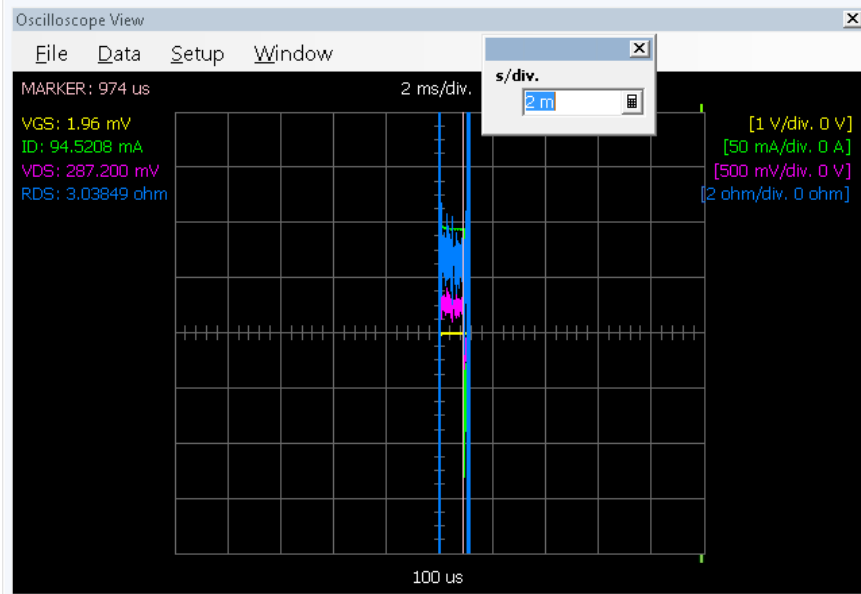 Oscilloscope View
File Data Setup Window
s/div.
2 m
MARKER: 974 us
2 ms/div.
VGS: 1.96 mV
[1 V/div. 0 V]
ID: 94.5208 mA
[50 mA/div. 0 A]
VDS: 287.200 mV
[500 mV/div. 0 V]
RDS: 3.03849 ohm
[2 ohm/div. 0 ohm]
100 us